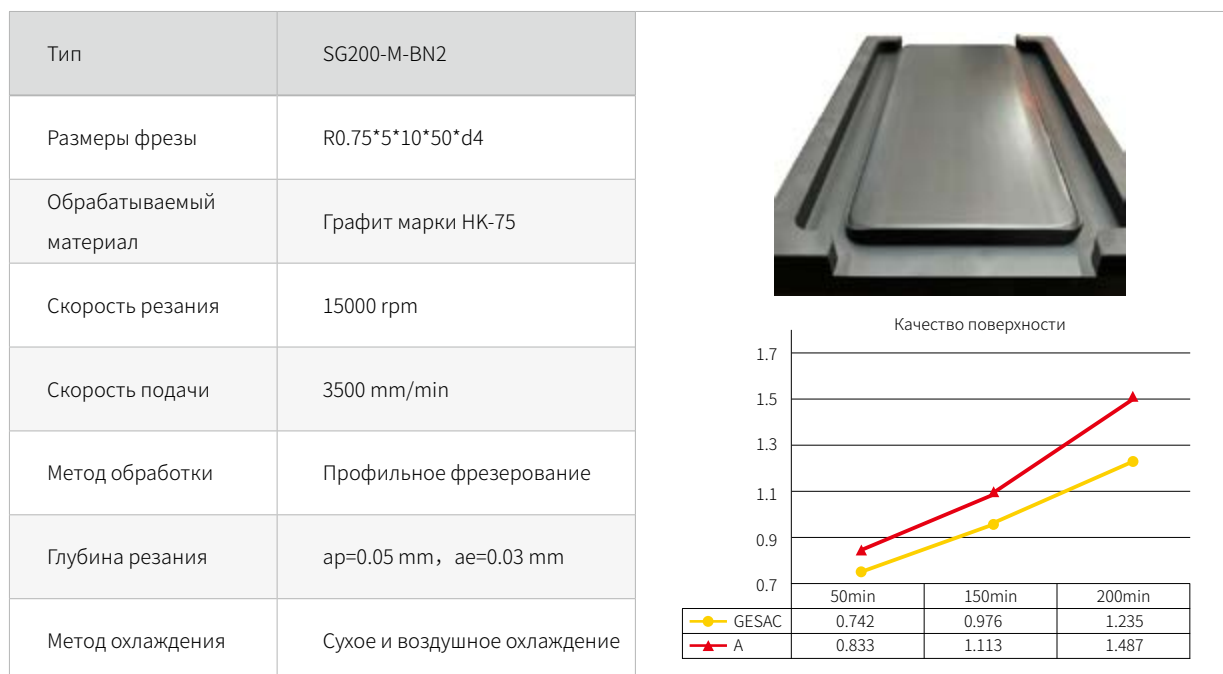 Тип SG200-M-BN2
Размеры фрезы R0.75*5*10*50*d4
Обрабатываемый
материал
Графит марки HK-75
Скорость резания 15000 rpm
Скорость подачи 3500 mm/min
Метод обработки Профильное фрезерование
Глубина резания ap=0.05 mm，ae=0.03 mm
Метод охлаждения Сухое и воздушное охлаждение
Качество поверхности
1.7
1.5
1.3
1.1
0.9
0.7
50min 150min 200min
GESAC 0.742 0.976 1.235
A 0.833 1.113 1.487